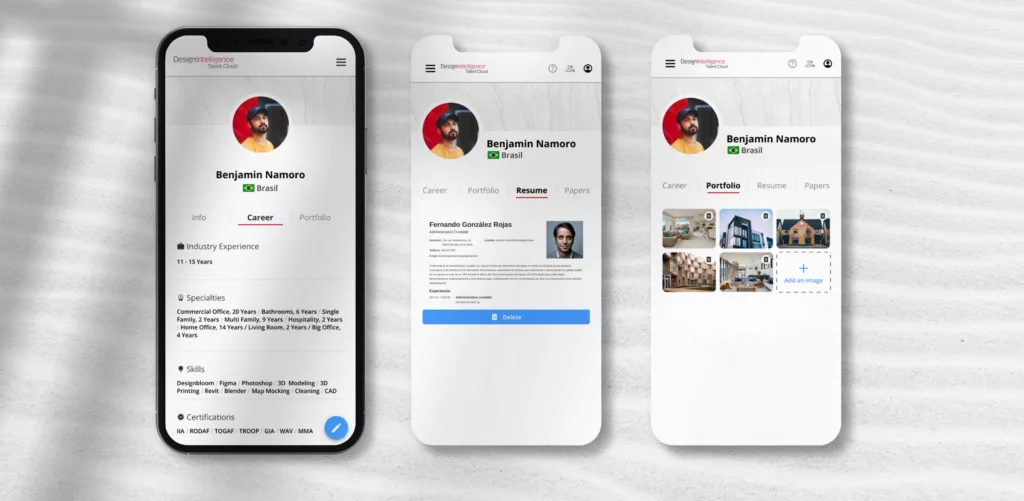 DesignIntelligence
Talent Cloud
Benjamin Namoro
Brasil
Info Career Portfolio
Industry Experience
11 - 15 Years
Specialties
Commercial Office, 20 Years / Bathrooms, 6 Years / Single
Family, 2 Years / Multi Family, 9 Years / Hospitality, 2 Years
/ Home Office, 14 Years / Living Room, 2 Years / Big Office,
4 Years
Skills
Designbloom / Figma / Photoshop / 3D Modeling / 3D
Printing / Revit / Blender / Map Mocking / Cleaning / CAD
Certifications
IIA / RODAF / TOGAF / TROOP / GIA / WAV / MMA
DesignIntelligence
Talent Cloud
Benjamin Namoro
Brasil
Career Portfolio Resume Papers
Fernando González Rojas
Administrativo Contable
Experiencia
Administrativo contable
Delete
DesignIntelligence
Talent Cloud
Benjamin Namoro
Brasil
Career Portfolio Resume Papers
Add an image